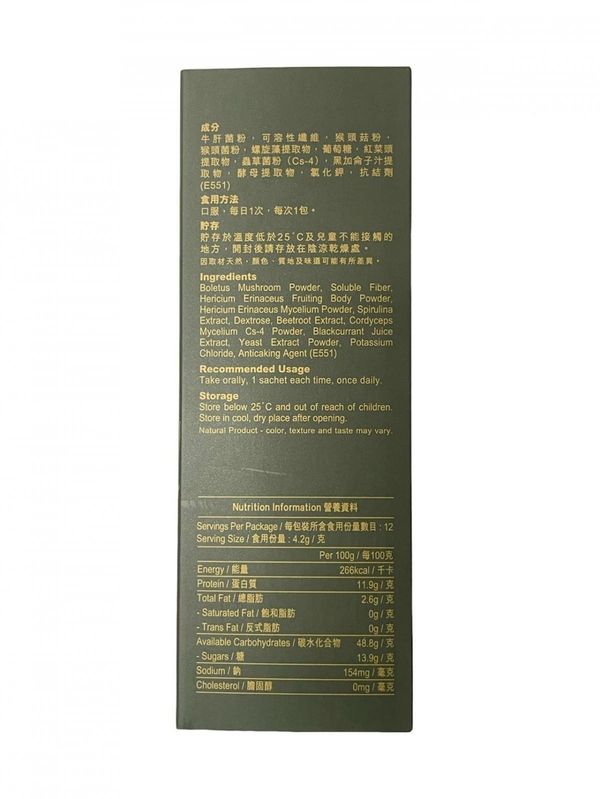 成分
牛肝菌粉，可溶性纖維，猴頭菇粉，
猴頭菌粉，螺旋藻提取物，葡萄糖，紅菜頭
提取物，蟲草菌粉（Cs-4），黑加侖子汁提
取物，酵母提取物，氯化鉀，抗結劑
(E551)
食用方法
口服，每日1次，每次1包。
貯存
貯存於溫度低於25˚C及兒童不能接觸的
地方，開封後請存放在陰涼乾燥處。
因取材天然，顏色、質地及味道可能有所差異。
Ingredients
Boletus Mushroom Powder, Soluble Fiber,
Hericium Erinaceus Fruiting Body Powder,
Hericium Erinaceus Mycelium Powder, Spirulina
Extract, Dextrose, Beetroot Extract, Cordyceps
Mycelium Cs-4 Powder, Blackcurrant Juice
Extract, Yeast Extract Powder, Potassium
Chloride, Anticaking Agent (E551)
Recommended Usage
Take orally, 1 sachet each time, once daily.
Storage
Store below 25˚C and out of reach of children.
Store in cool, dry place after opening.
Natural Product - color, texture and taste may vary.
Nutrition Information 營養資料
Servings Per Package / 每包裝所含食用份量數目 : 12
Serving Size / 食用份量 : 4.2g / 克
Per 100g / 每100克
Energy / 能量 266kcal / 千卡
Protein / 蛋白質 11.9g / 克
Total Fat / 總脂肪 2.6g / 克
- Saturated Fat / 飽和脂肪 0g / 克
- Trans Fat / 反式脂肪 0g / 克
Available Carbohydrates / 碳水化合物 48.8g / 克
- Sugars / 糖 13.9g / 克
Sodium / 鈉 154mg / 毫克
Cholesterol / 膽固醇 0mg / 毫克